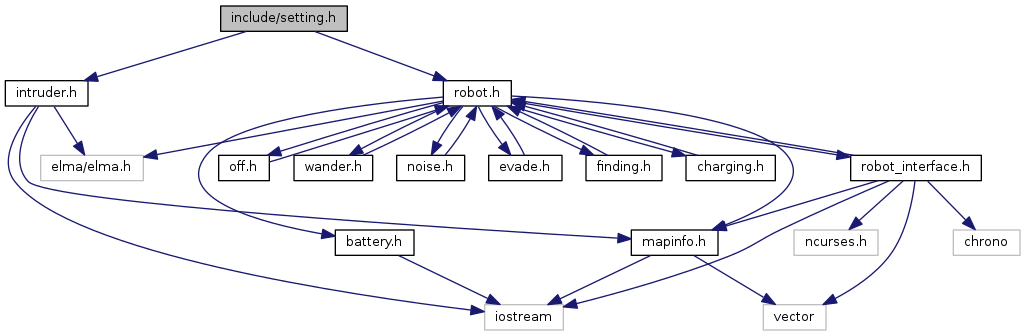 include/setting.h
intruder.h
robot.h
elma/elma.h
off.h
wander.h
noise.h
evade.h
finding.h
charging.h
robot_interface.h
battery.h
mapinfo.h
ncurses.h
chrono
iostream
vector